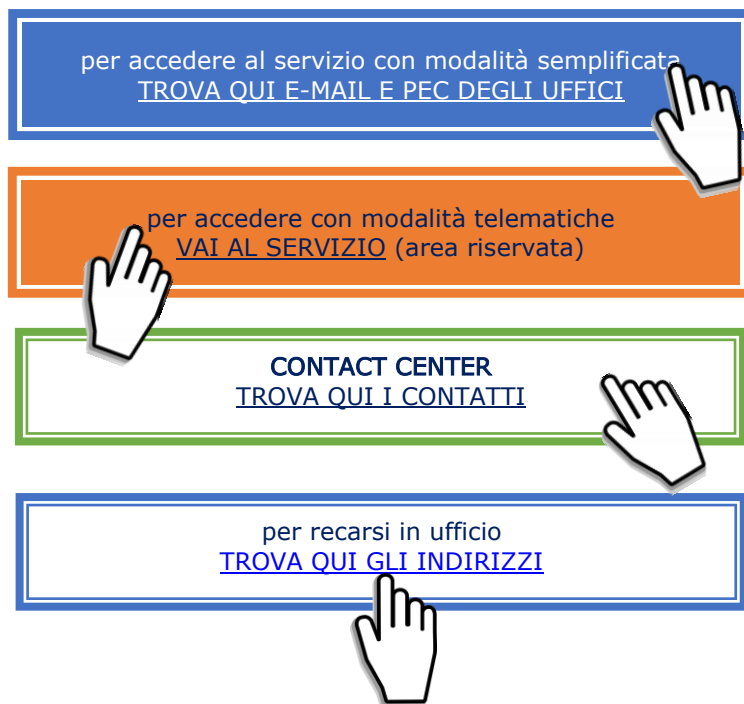 per accedere al servizio con modalità semplificata
TROVA QUI E-MAIL E PEC DEGLI UFFICI
per accedere con modalità telematiche
VAI AL SERVIZIO (area riservata)
CONTACT CENTER
TROVA QUI I CONTATTI
per recarsi in ufficio
TROVA QUI GLI INDIRIZZI